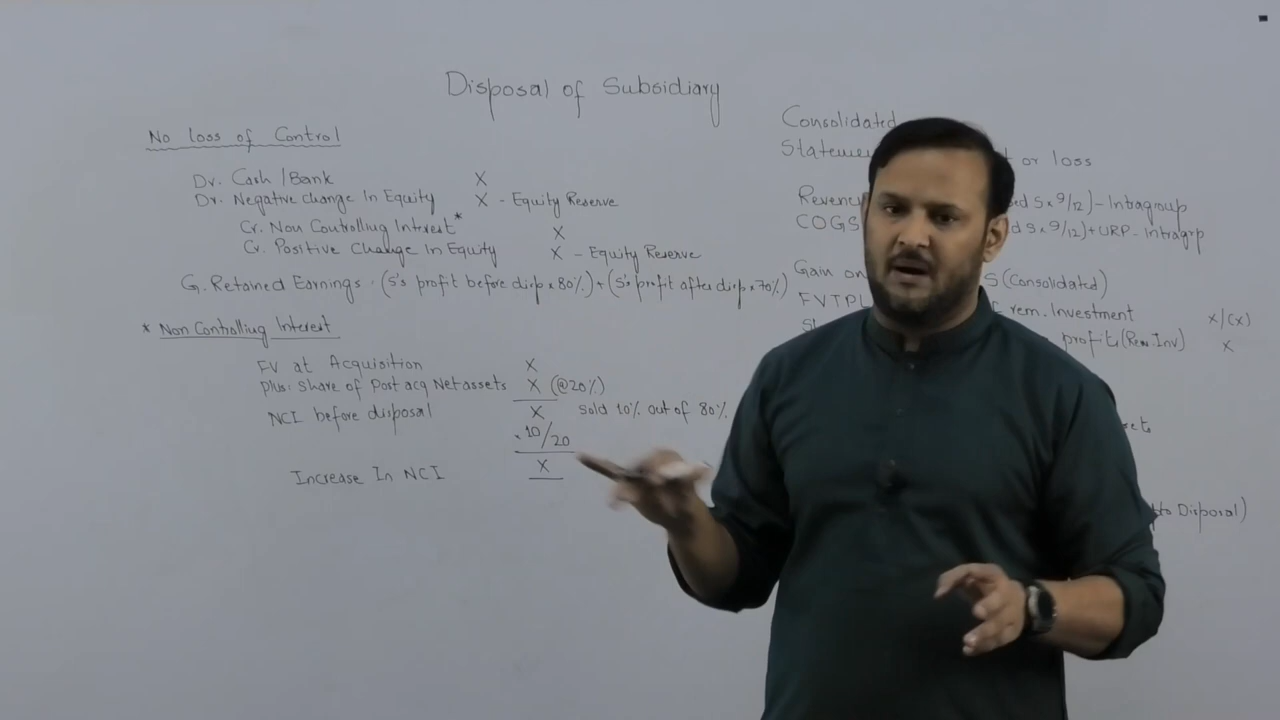 Disposal of Subsidiary
No loss of Control
Dr. Cash / Bank X
Dr. Negative change In Equity X - Equity Reserve
Cr. Non Controlling Intrest* X
Cr. Positive Change In Equity X - Equity Reserve
G. Retained Earnings. (S's profit before disp x 80%) + (S's profit after disp x 70%)
* Non Controlling Interest
FV at Acquisition X
plus: share of Post acq Net assets X (@20%)
NCI before disposal X Sold 10% out of 80%
x 10/20
Increase In NCI X
Consolidated
or loss
S x 9/12) - Intragroup
COGS S x 9/12) + URP - Intragrp
Gain on S (Consolidated)
FVTPL rem. Investment X/(X)
profits (Rem. Inv) X
to Disposal)